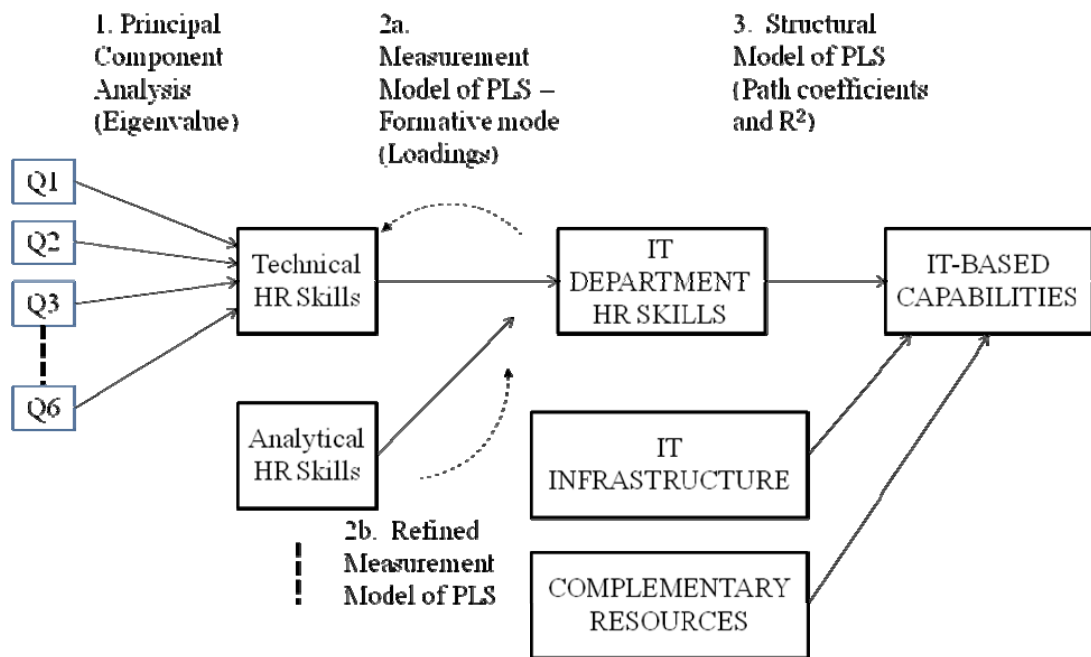 1. Principal
Component
Analysis
(Eigenvalue)
2a.
Measurement
Model of PLS –
Formative mode
(Loadings)
3. Structural
Model of PLS
(Path coefficients
and R²)
Q1
Q2
Q3
Q6
Technical
HR Skills
IT
DEPARTMENT
HR SKILLS
IT-BASED
CAPABILITIES
Analytical
HR Skills
IT
INFRASTRUCTURE
2b. Refined
Measurement
Model of PLS
COMPLEMENTARY
RESOURCES